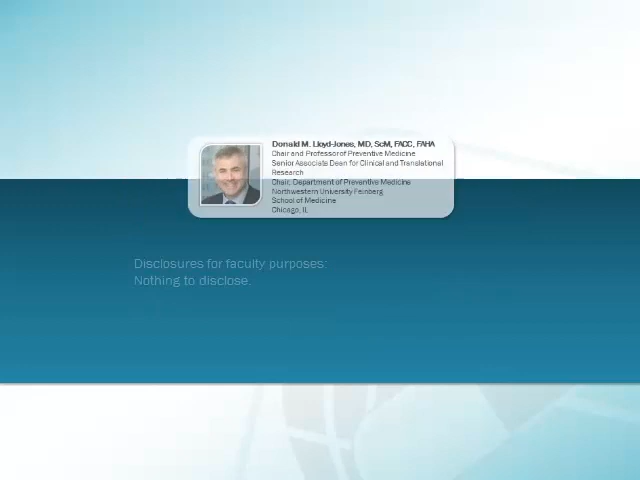 Donald M. Lloyd-Jones, MD, ScM, FACC, FAHA
Chair and Professor of Preventive Medicine
Senior Associate Dean for Clinical and Translational
Research
Chair, Department of Preventive Medicine
Northwestern University Feinberg
School of Medicine
Chicago, IL
Disclosures for faculty purposes:
Nothing to disclose.